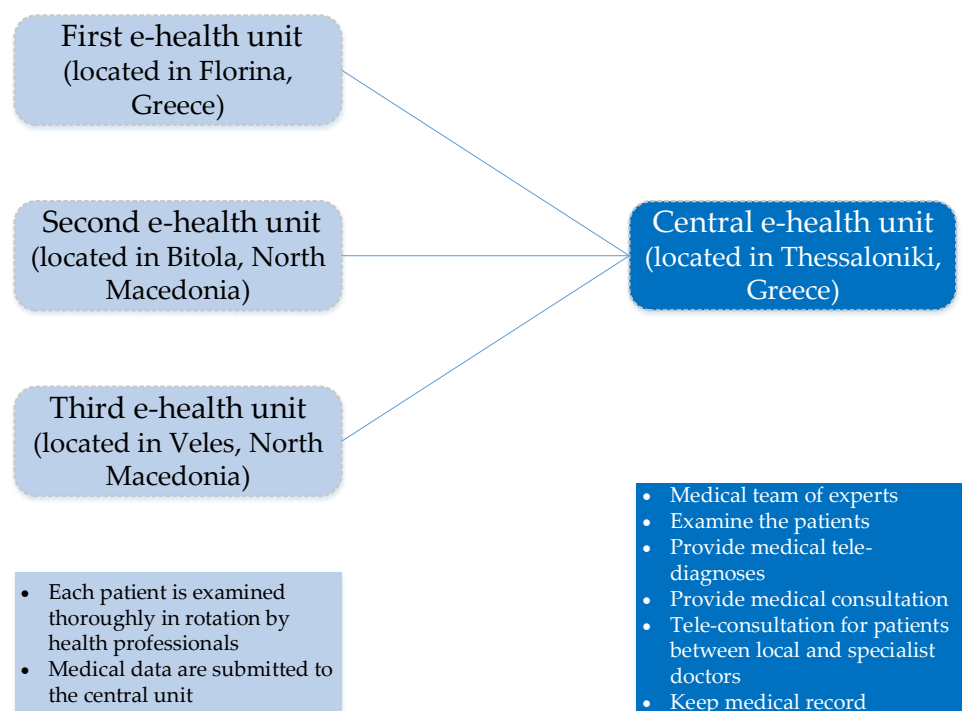 First e-health unit
(located in Florina,
Greece)
Second e-health unit
(located in Bitola, North
Macedonia)
Central e-health unit
(located in Thessaloniki,
Greece)
Third e-health unit
(located in Veles, North
Macedonia)
• Each patient is examined
thoroughly in rotation by
health professionals
• Medical data are submitted to
the central unit
• Medical team of experts
• Examine the patients
• Provide medical tele-
diagnoses
• Provide medical consultation
• Tele-consultation for patients
between local and specialist
doctors
• Keep medical record